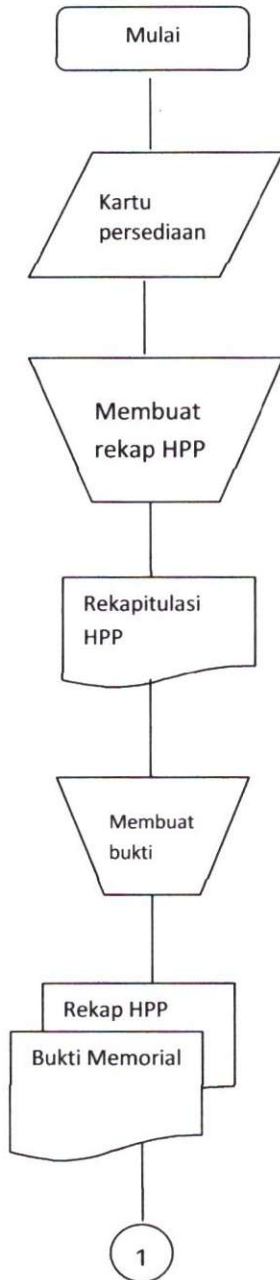 Mulai
Kartu
persediaan
Membuat
rekap HPP
Rekapitulasi
HPP
Membuat
bukti
Rekap HPP
Bukti Memorial
1